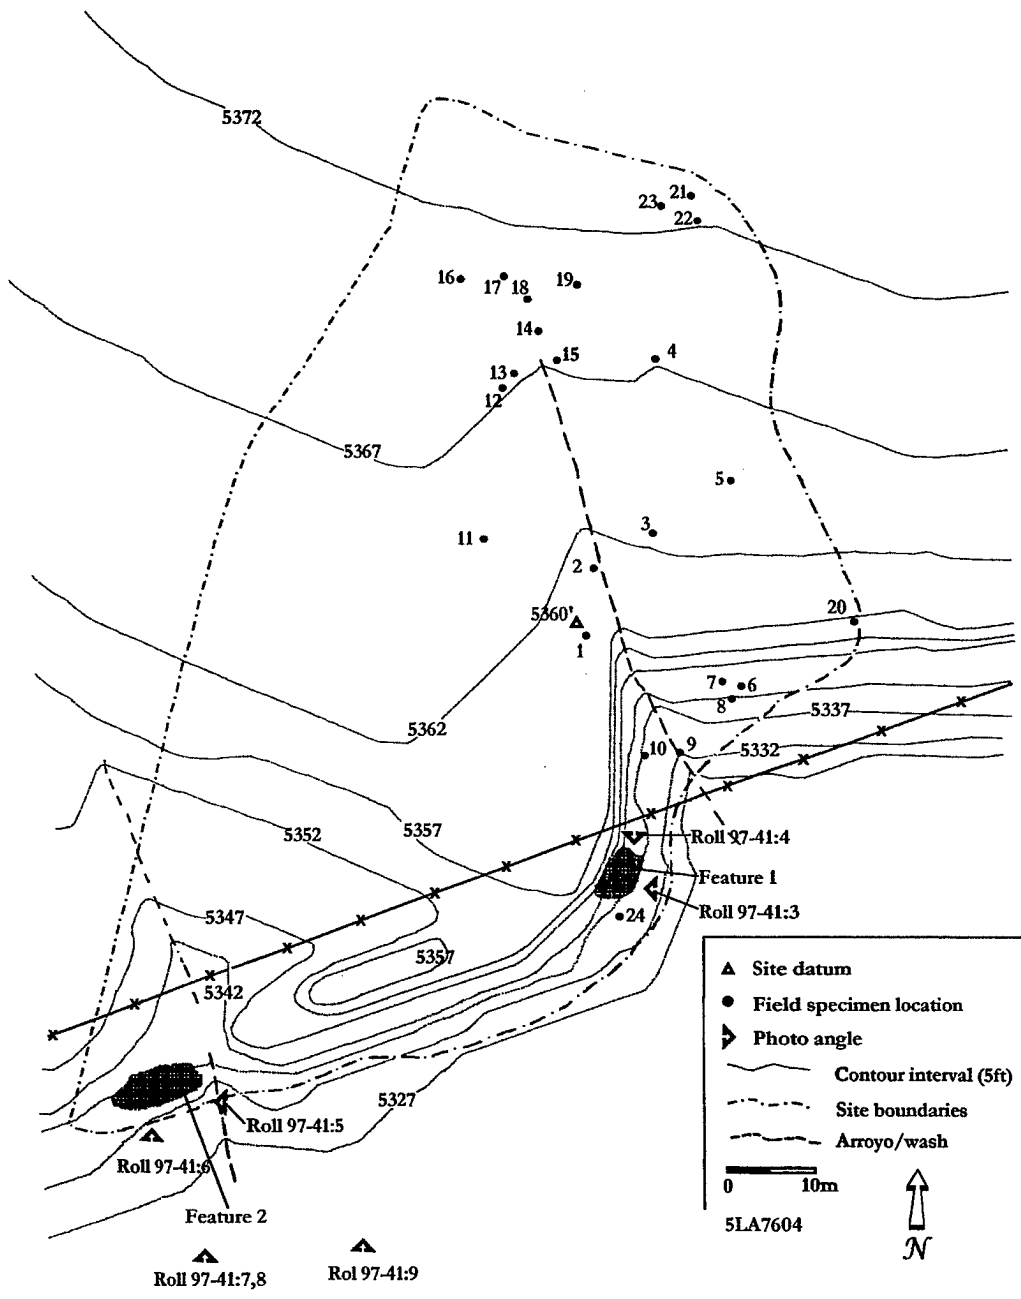 5372
21
23
22
16
17
18
19
14
15
4
13
12
5367
5
3
11
2
5360'
1
20
7
6
8
5337
5362
10
9
5332
5352
5357
Roll 97-41:4
Feature 1
Roll 97-41:3
24
5347
5357
5342
Site datum
Field specimen location
Photo angle
Contour interval (5ft)
Site boundaries
Arroyo/wash
0 10m
5LA7604
N
5327
Roll 97-41:5
Roll 97-41:6
Feature 2
Roll 97-41:7,8
Rol 97-41:9